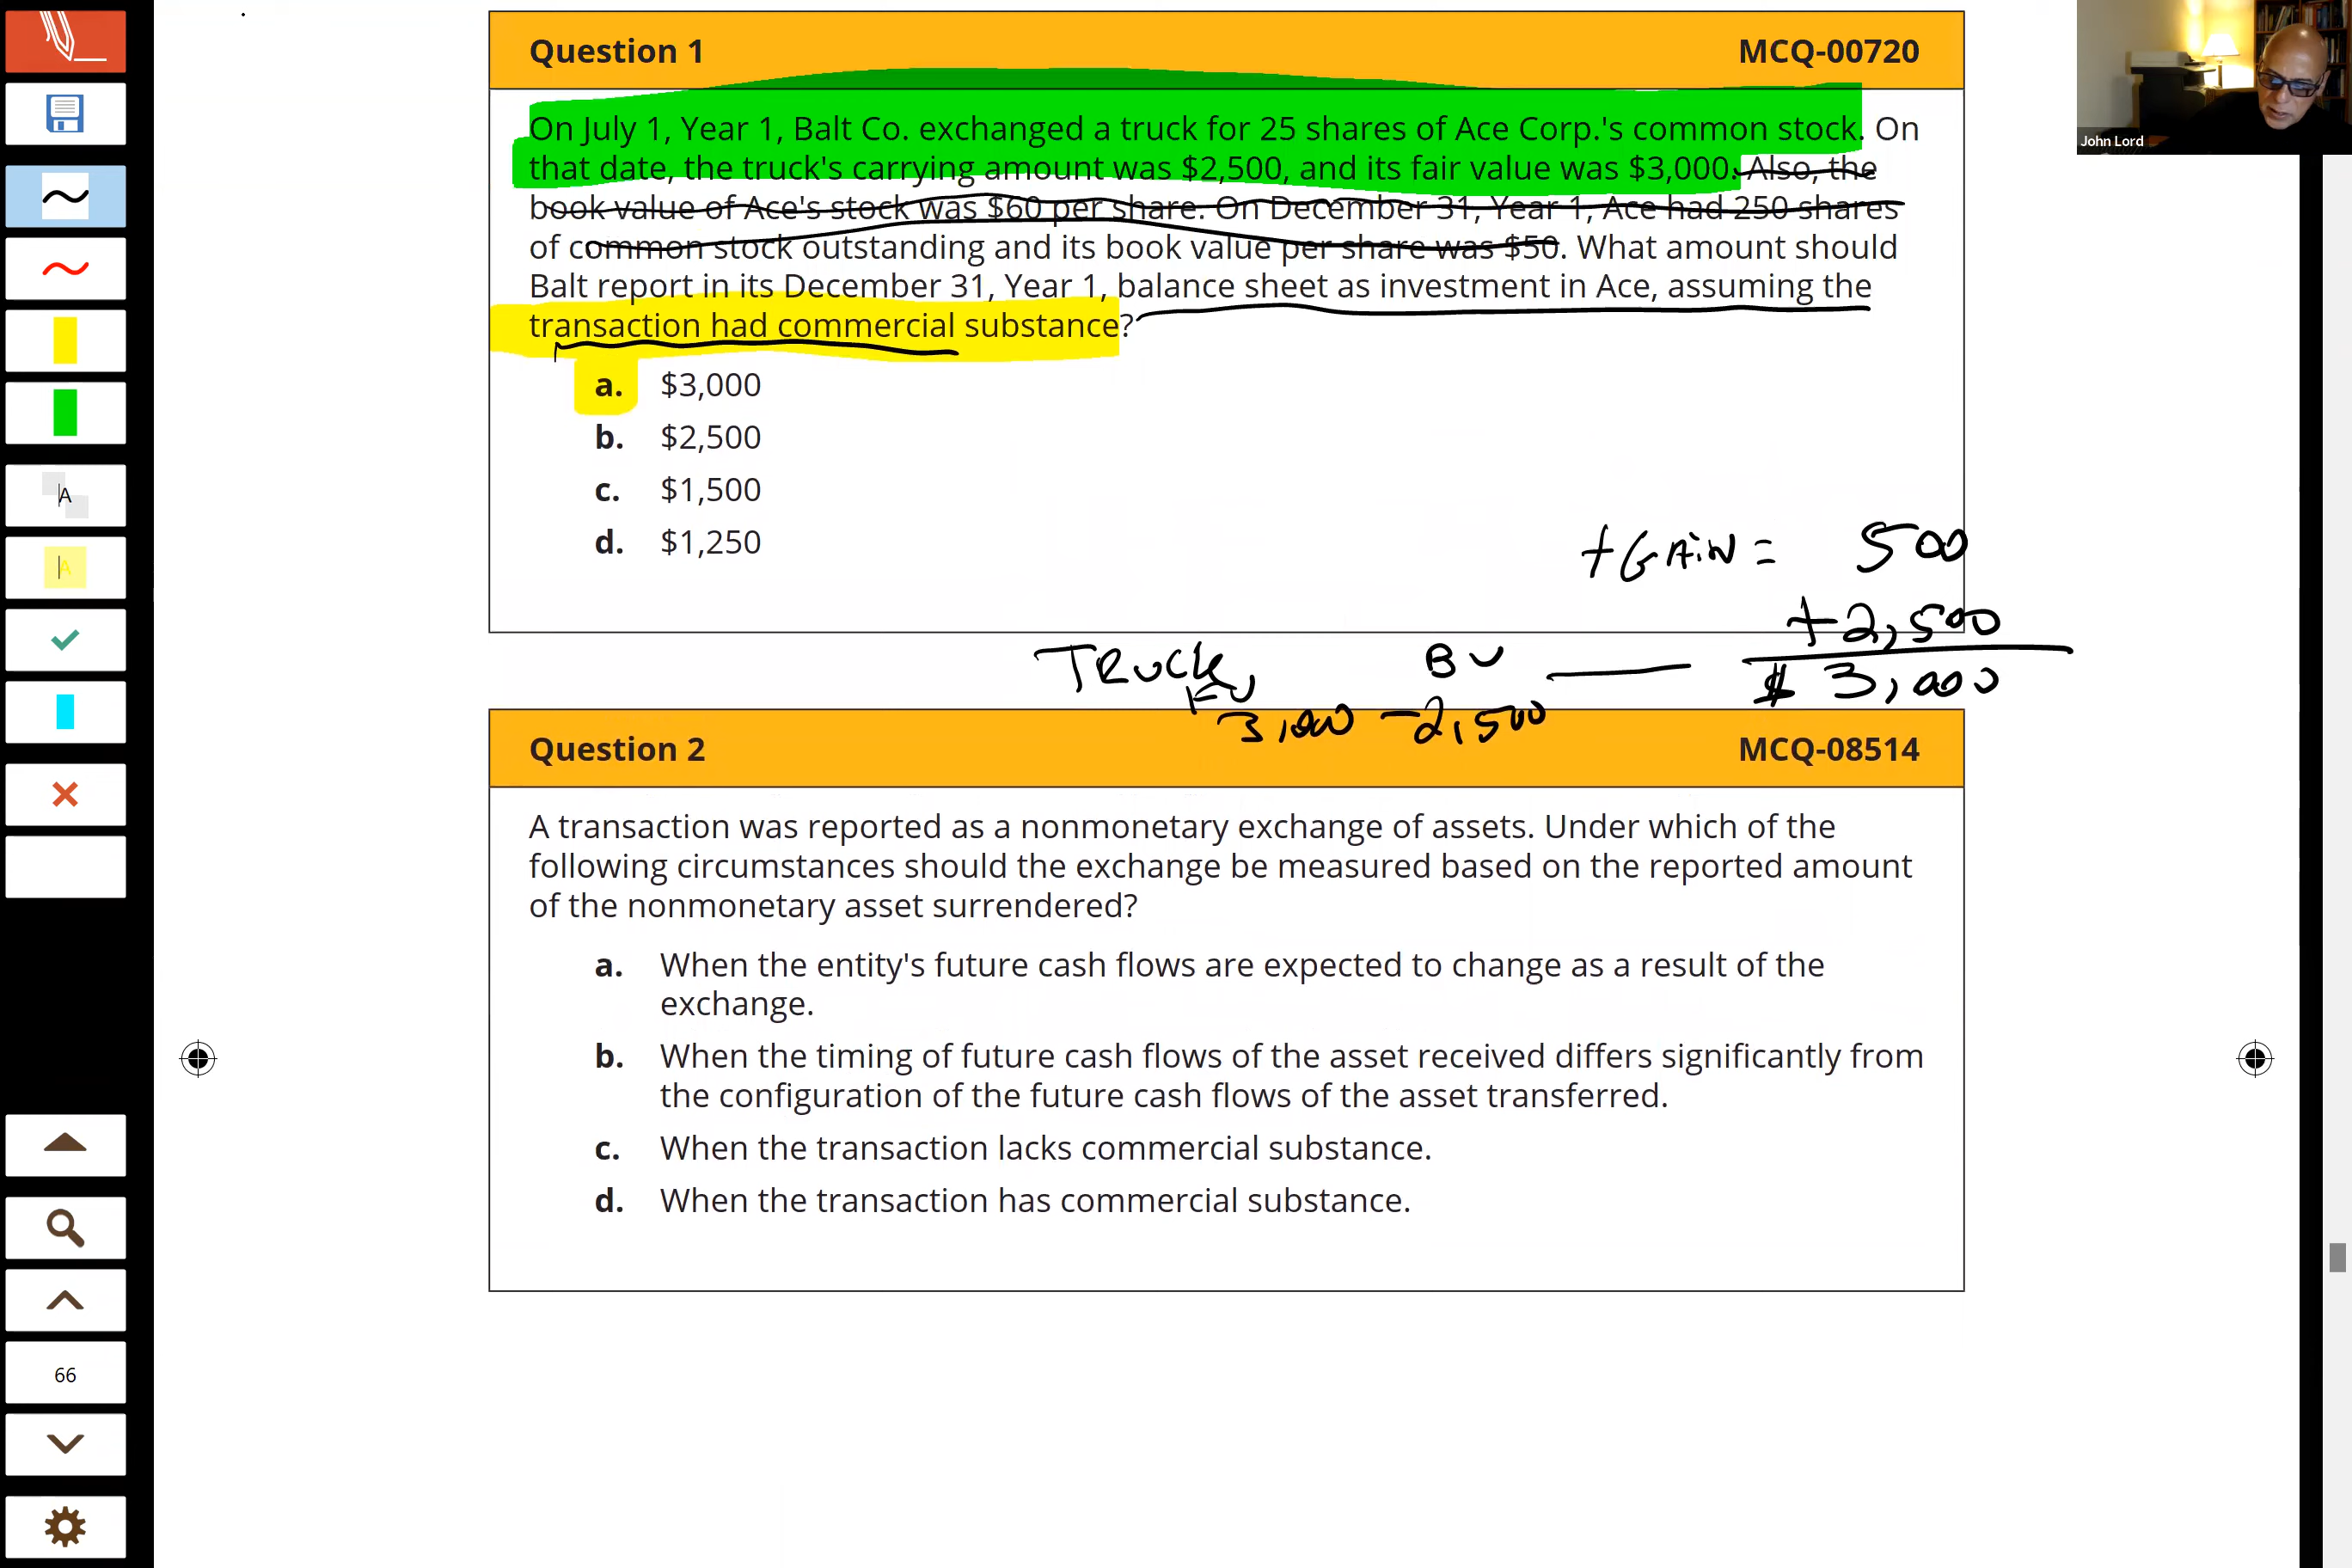 Question 1 MCQ-00720
On July 1, Year 1, Balt Co. exchanged a truck for 25 shares of Ace Corp.'s common stock. On
that date, the truck's carrying amount was $2,500, and its fair value was $3,000. Also, the
book value of Ace's stock was $60 per share. On December 31, Year 1, Ace had 250 shares
of common stock outstanding and its book value per share was $50. What amount should
Balt report in its December 31, Year 1, balance sheet as investment in Ace, assuming the
transaction had commercial substance?
a. $3,000
b. $2,500
c. $1,500
d. $1,250
+GAIN = 500
+2,500
$ 3,000
TRUCK BV
FV
3,000 -2,500
Question 2 MCQ-08514
A transaction was reported as a nonmonetary exchange of assets. Under which of the
following circumstances should the exchange be measured based on the reported amount
of the nonmonetary asset surrendered?
a. When the entity's future cash flows are expected to change as a result of the
exchange.
b. When the timing of future cash flows of the asset received differs significantly from
the configuration of the future cash flows of the asset transferred.
c. When the transaction lacks commercial substance.
d. When the transaction has commercial substance.
John Lord
A
A
66